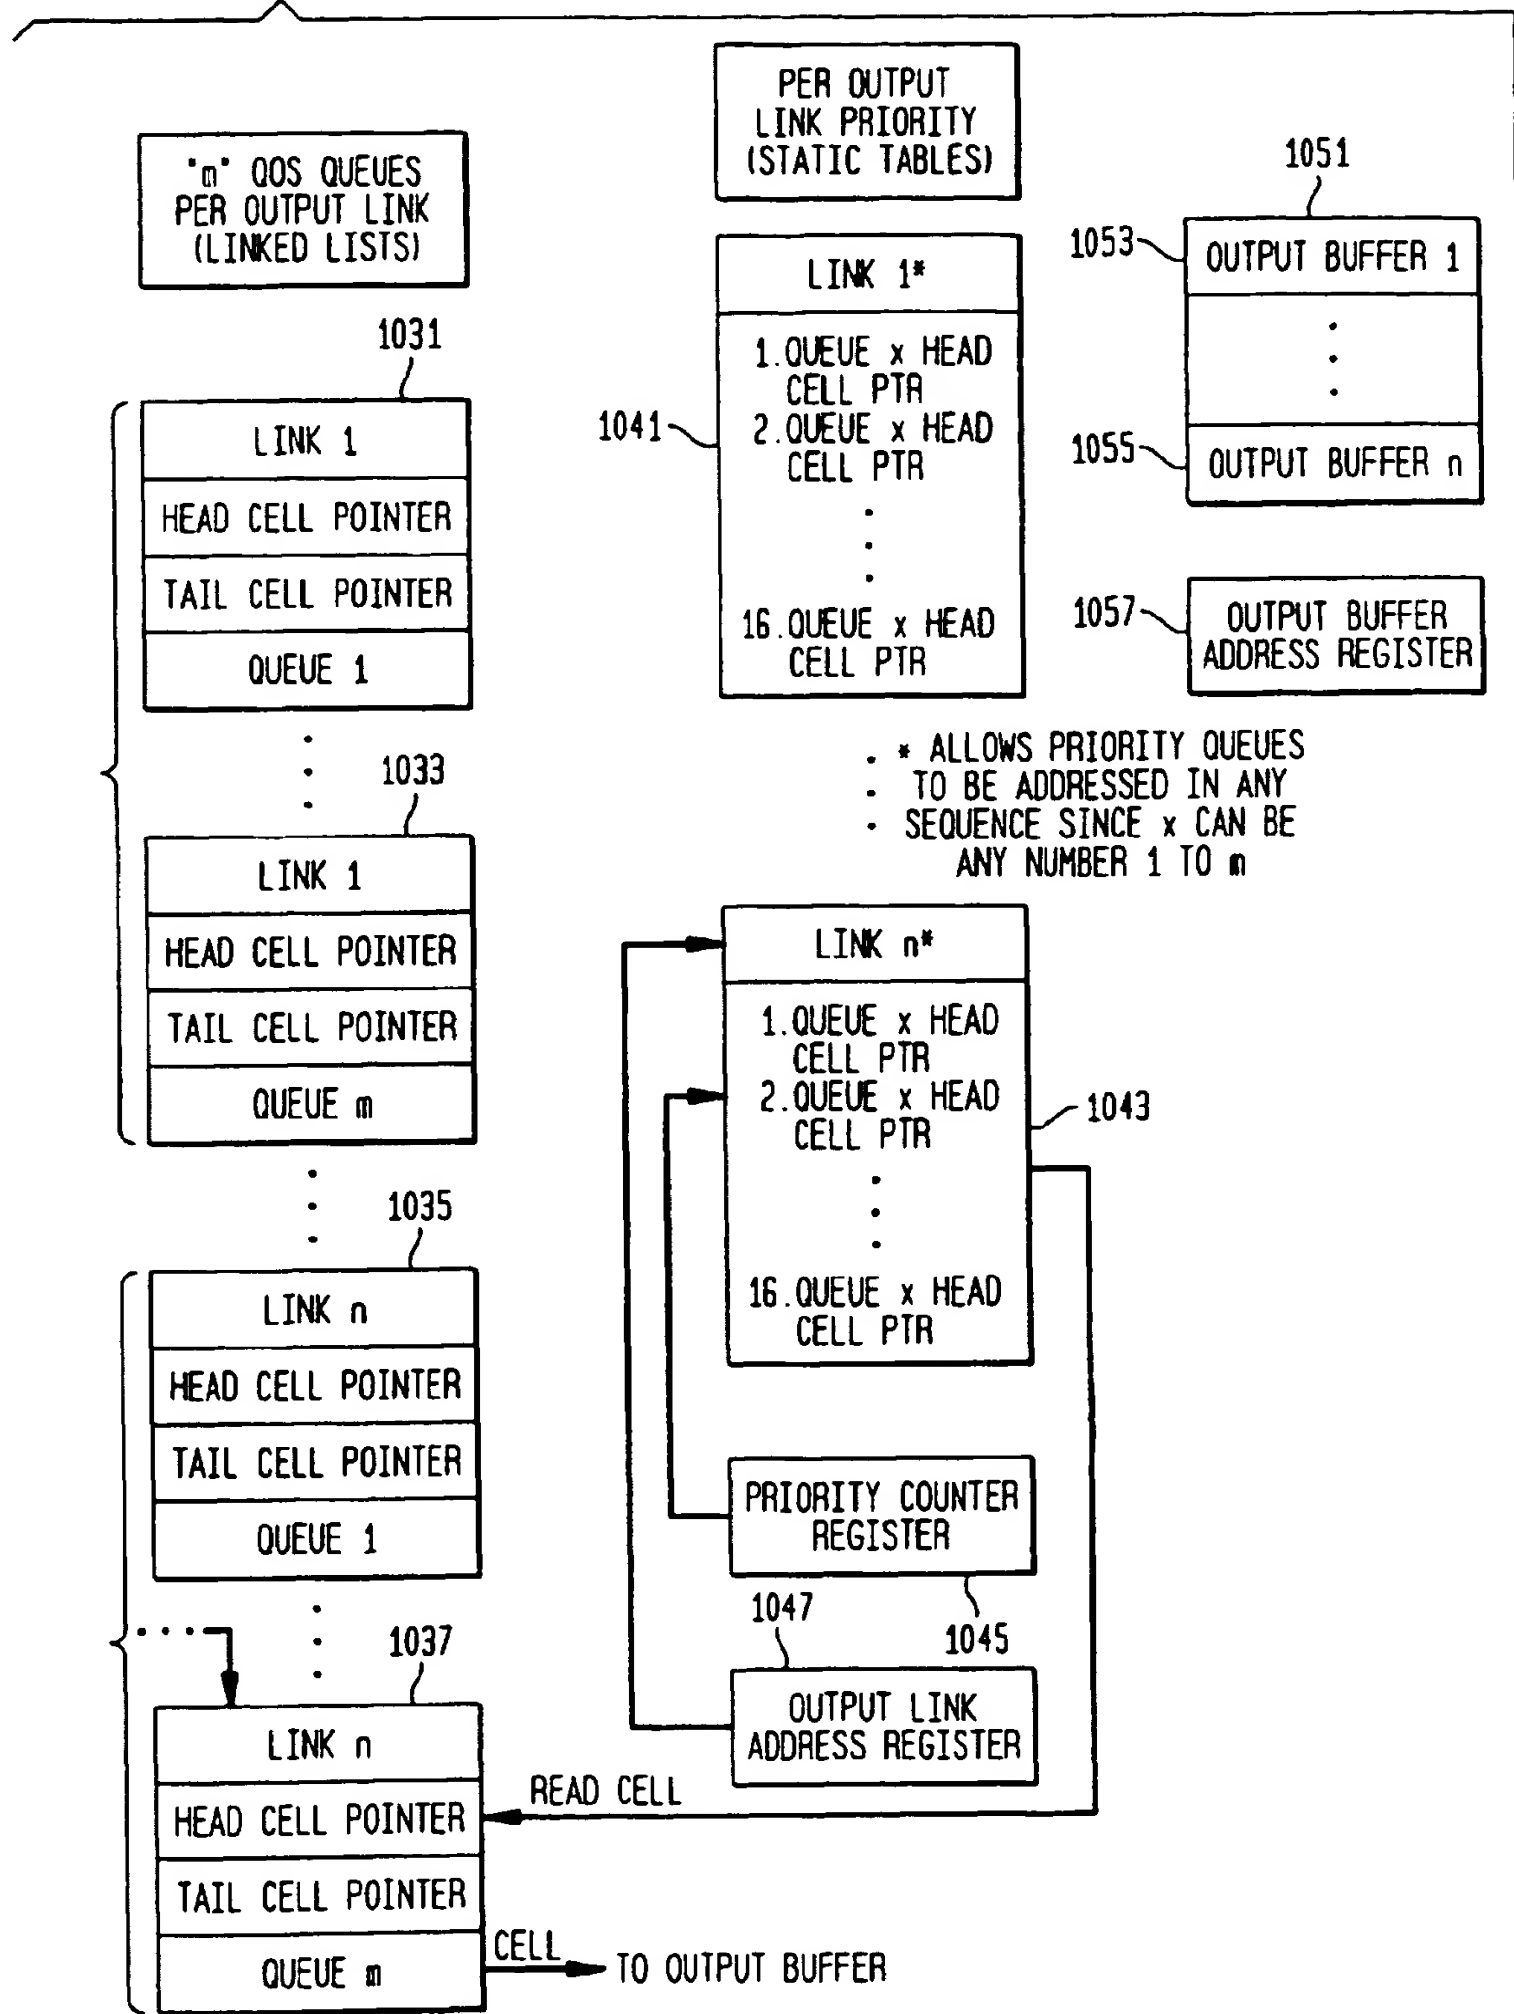 "m" QOS QUEUES
PER OUTPUT LINK
(LINKED LISTS)
1031
LINK 1
HEAD CELL POINTER
TAIL CELL POINTER
QUEUE 1
1033
LINK 1
HEAD CELL POINTER
TAIL CELL POINTER
QUEUE m
1035
LINK n
HEAD CELL POINTER
TAIL CELL POINTER
QUEUE 1
1037
LINK n
HEAD CELL POINTER
TAIL CELL POINTER
QUEUE m
READ CELL
CELL
TO OUTPUT BUFFER
PER OUTPUT
LINK PRIORITY
(STATIC TABLES)
LINK 1*
1041
1. QUEUE x HEAD
CELL PTR
2. QUEUE x HEAD
CELL PTR
16. QUEUE x HEAD
CELL PTR
* ALLOWS PRIORITY QUEUES
TO BE ADDRESSED IN ANY
SEQUENCE SINCE x CAN BE
ANY NUMBER 1 TO m
LINK n*
1. QUEUE x HEAD
CELL PTR
2. QUEUE x HEAD
CELL PTR
16. QUEUE x HEAD
CELL PTR
1043
PRIORITY COUNTER
REGISTER
1045
1047
OUTPUT LINK
ADDRESS REGISTER
1051
1053
OUTPUT BUFFER 1
1055
OUTPUT BUFFER n
1057
OUTPUT BUFFER
ADDRESS REGISTER